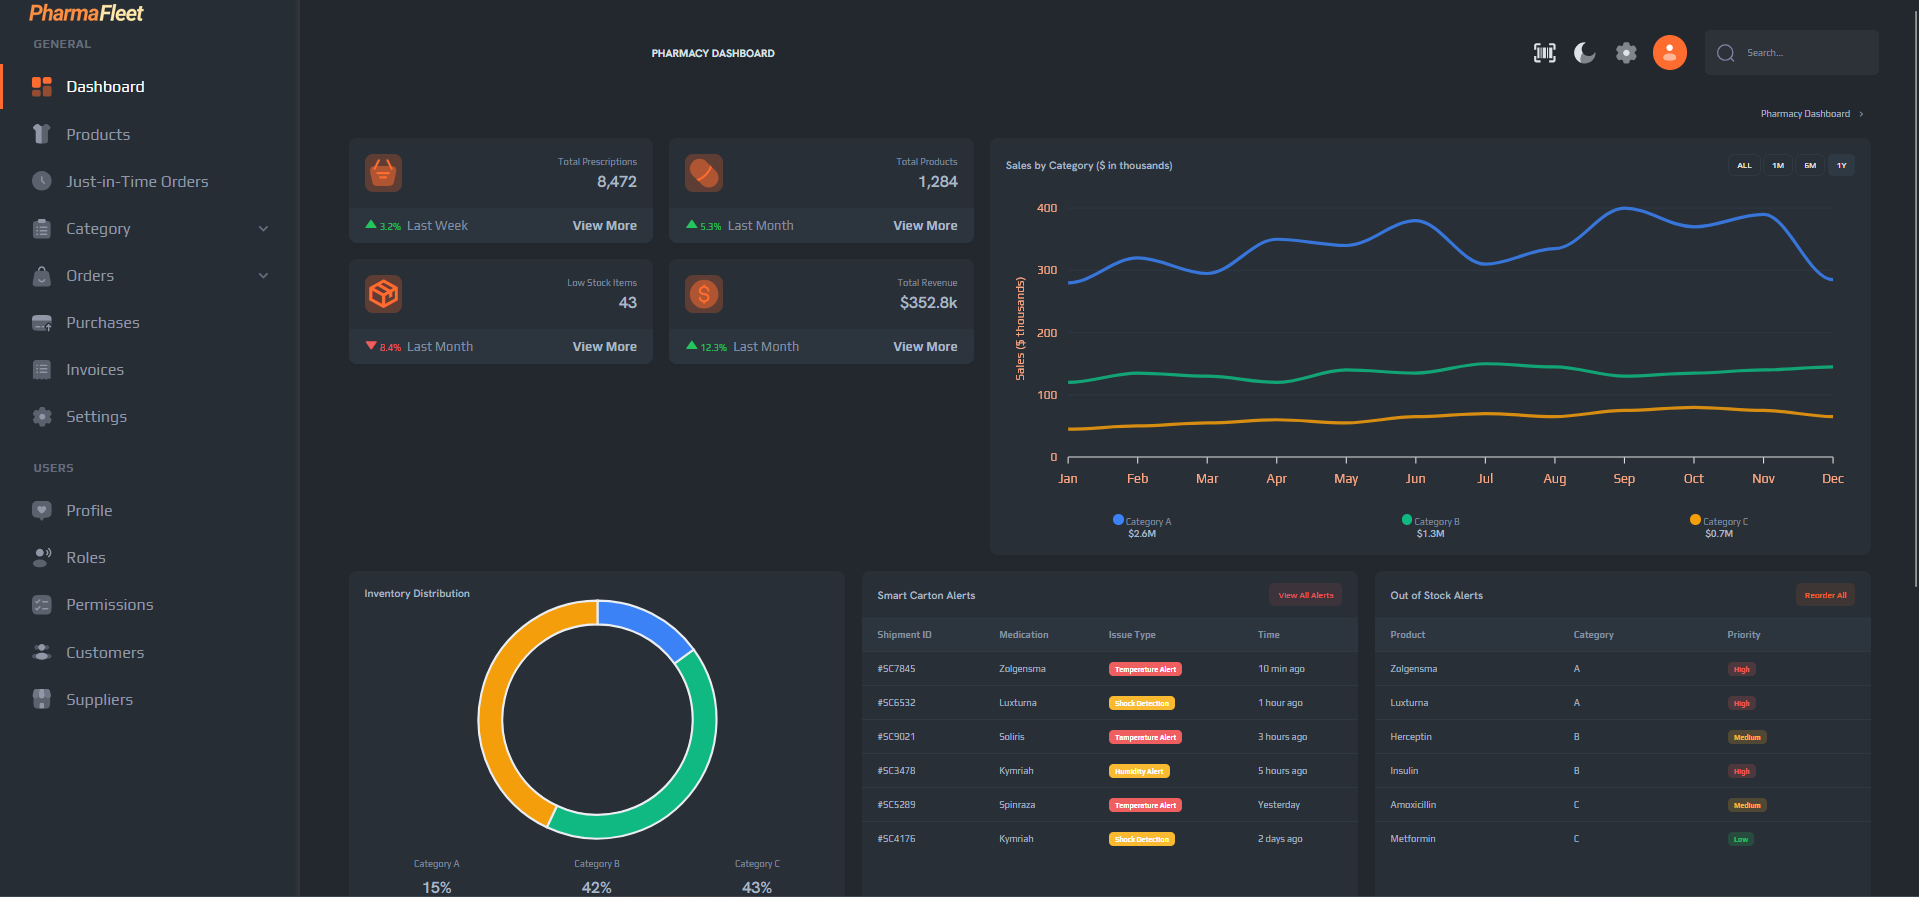 PharmaFleet
GENERAL
Dashboard
Products
Just-in-Time Orders
Category
Orders
Purchases
Invoices
Settings
USERS
Profile
Roles
Permissions
Customers
Suppliers
PHARMACY DASHBOARD
Search...
Pharmacy Dashboard >
Total Prescriptions
8,472
3.2% Last Week View More
Total Products
1,284
5.3% Last Month View More
Low Stock Items
43
8.4% Last Month View More
Total Revenue
$352.8k
12.3% Last Month View More
Sales by Category ($ in thousands)
ALL 1M 6M 1Y
Sales ($ thousands)
400
300
200
100
0
Jan Feb Mar Apr May Jun Jul Aug Sep Oct Nov Dec
Category A Category B Category C
$2.6M $1.3M $0.7M
Inventory Distribution
Category A Category B Category C
15% 42% 43%
Smart Carton Alerts View All Alerts
Shipment ID Medication Issue Type Time
#SC7845 Zolgensma Temperature Alert 10 min ago
#SC6532 Luxturna Shock Detection 1 hour ago
#SC9021 Soliris Temperature Alert 3 hours ago
#SC3478 Kymriah Humidity Alert 5 hours ago
#SC5289 Spinraza Temperature Alert Yesterday
#SC4176 Kymriah Shock Detection 2 days ago
Out of Stock Alerts Reorder All
Product Category Priority
Zolgensma A High
Luxturna A High
Herceptin B Medium
Insulin B High
Amoxicillin C Medium
Metformin C Low